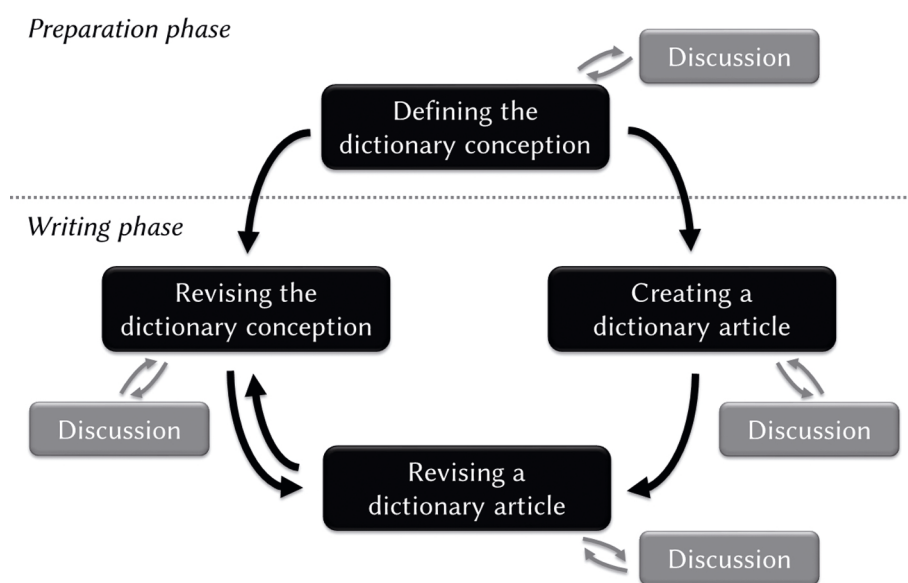 Preparation phase
Discussion
Defining the
dictionary conception
Writing phase
Revising the
dictionary conception
Creating a
dictionary article
Discussion
Discussion
Revising a
dictionary article
Discussion